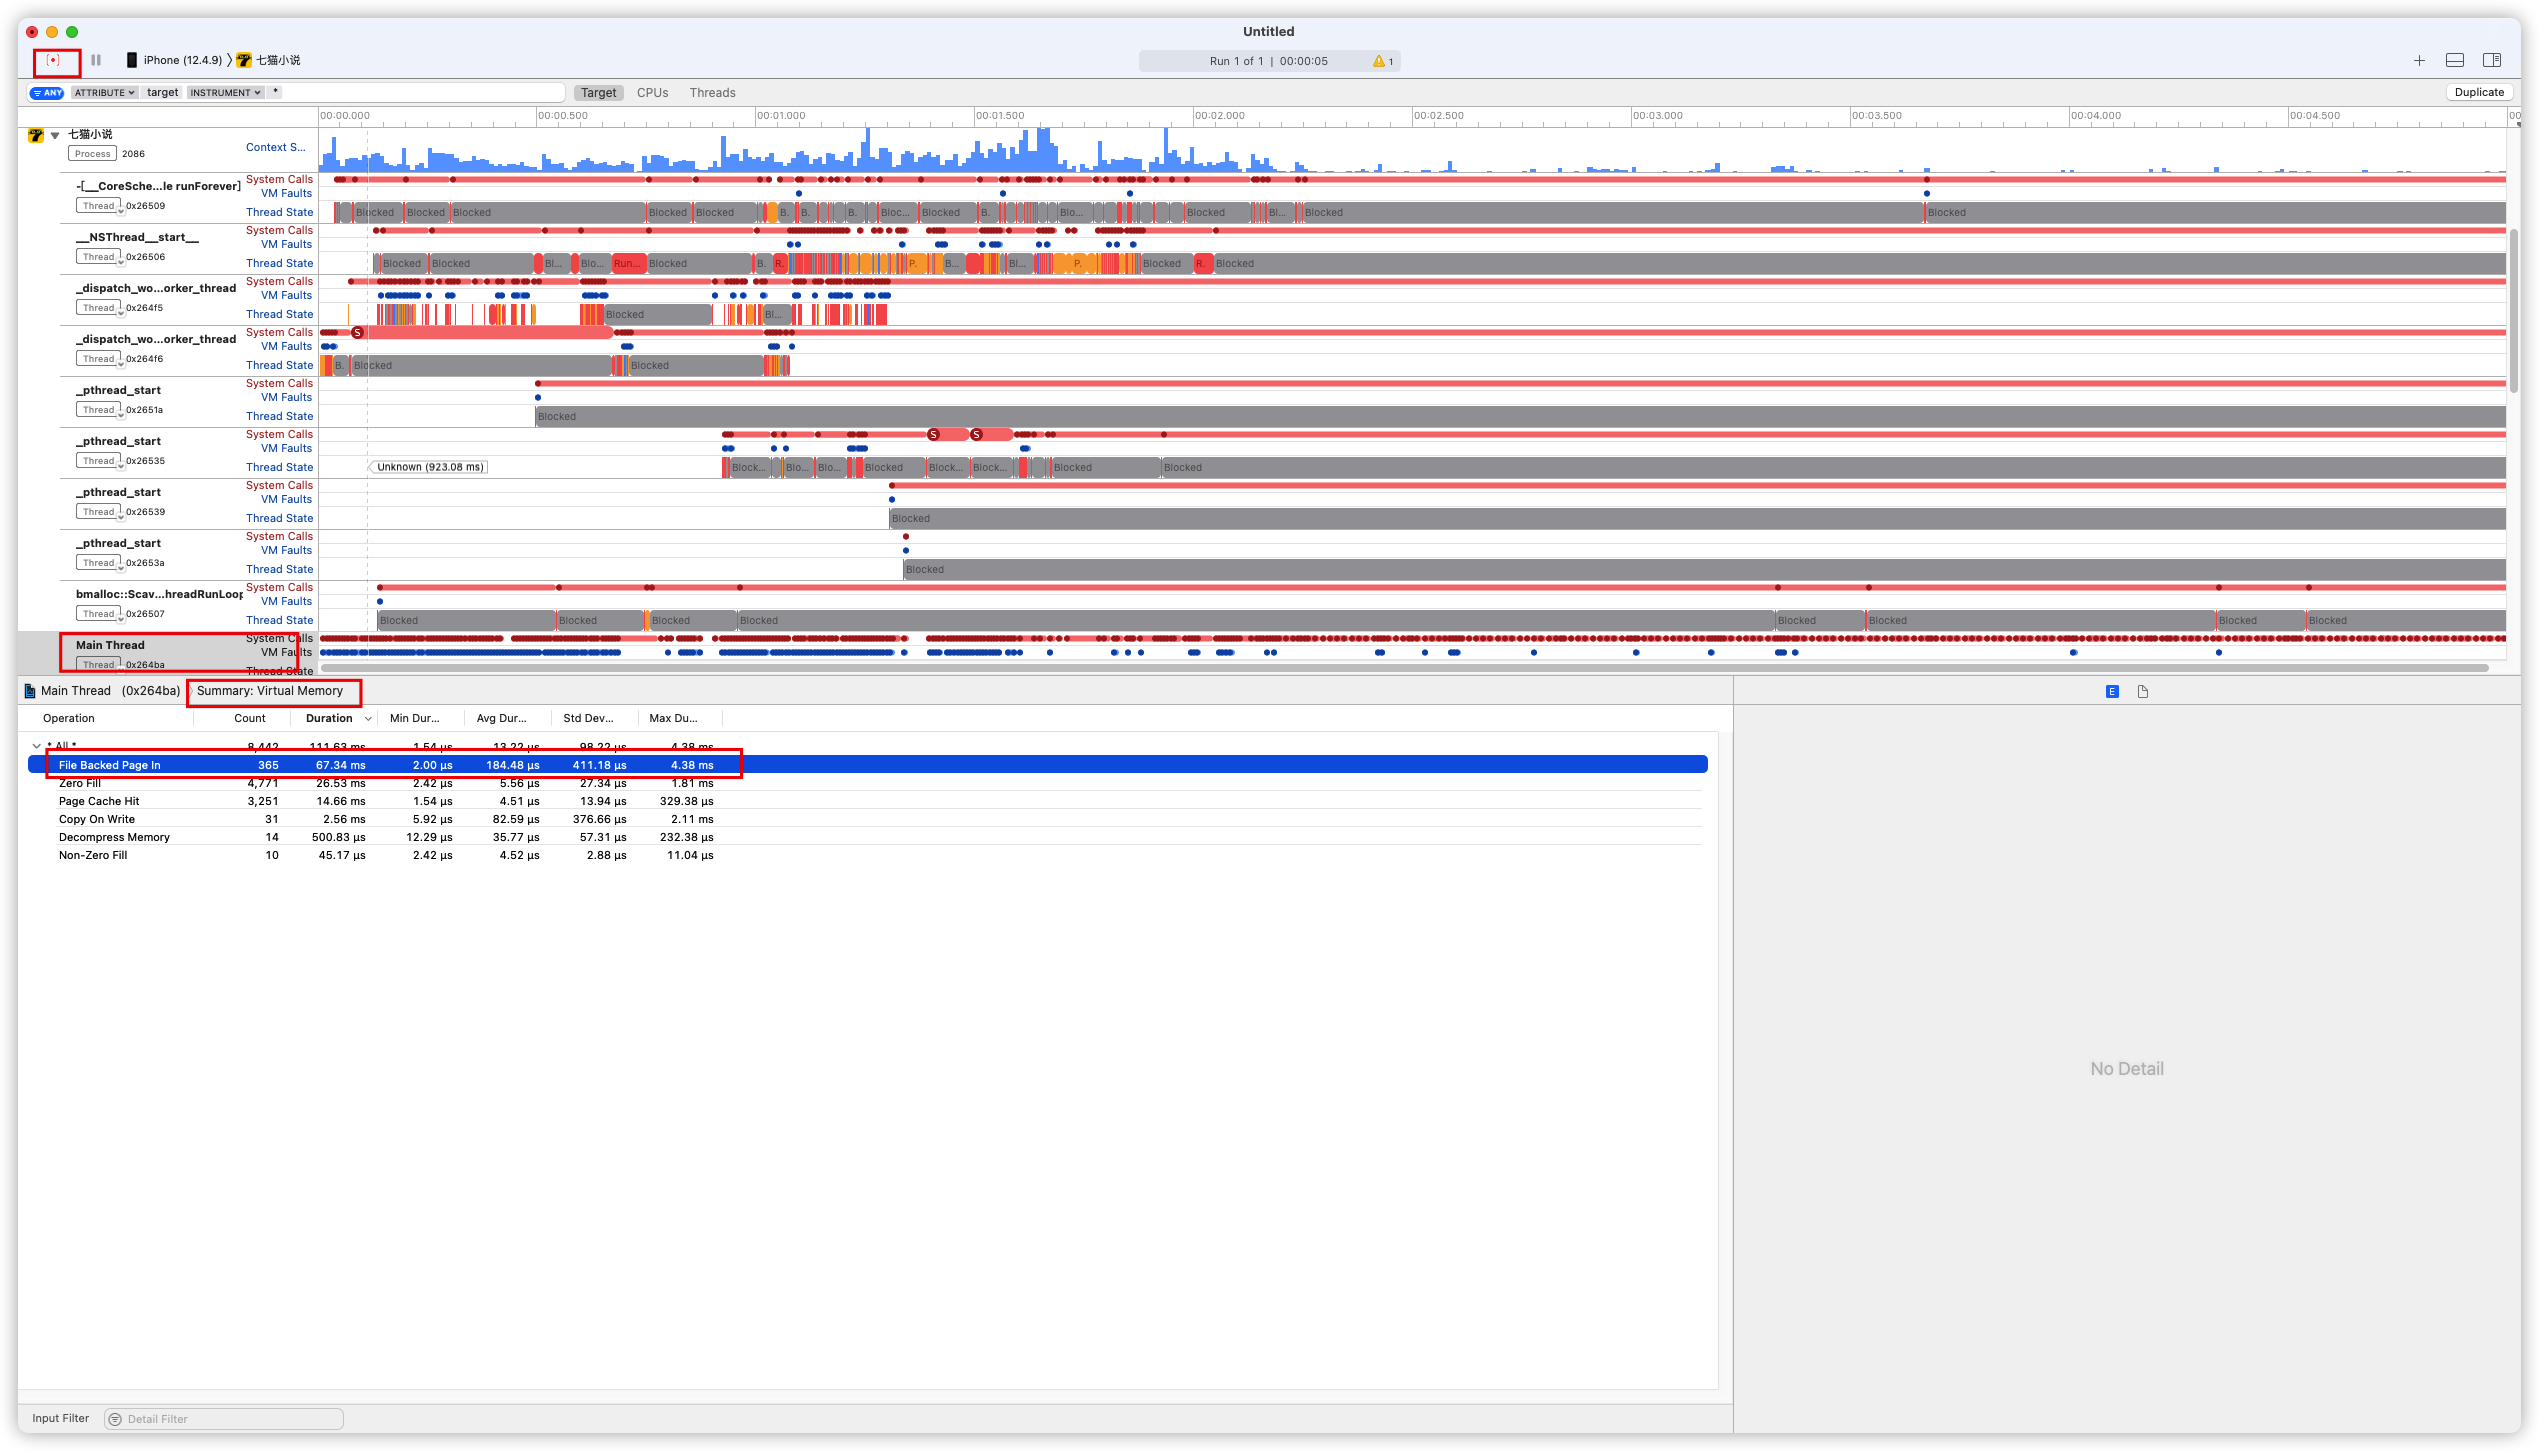 Untitled
iPhone (12.4.9) 〉 七猫小说
Run 1 of 1 | 00:00:05 1
ANY ATTRIBUTE target INSTRUMENT * Target CPUs Threads Duplicate
00:00.000 00:00.500 00:01.000 00:01.500 00:02.000 00:02.500 00:03.000 00:03.500 00:04.000 00:04.500 00
七猫小说
Process 2086 Context S...
-[__CoreSche...le runForever] System Calls
VM Faults
Thread 0x26509 Thread State Blocked Blocked Blocked Blocked Blocked B. B. B. Bloc... Blocked B. Blo... Blocked Bl... Blocked Blocked
__NSThread__start__ System Calls
VM Faults
Thread 0x26506 Thread State Blocked Blocked Bl... Blo... Run... Blocked B. R. P. B... Bl... P. Blocked R. Blocked
_dispatch_wo...orker_thread System Calls
VM Faults
Thread 0x264f5 Thread State Blocked Bl...
_dispatch_wo...orker_thread System Calls S
VM Faults
Thread 0x264f6 Thread State B. Blocked Blocked
_pthread_start System Calls
VM Faults
Thread 0x2651a Thread State Blocked
_pthread_start System Calls S S
VM Faults
Thread 0x26535 Thread State Unknown (923.08 ms) Block... Blo... Blo... Blocked Block... Block... Blocked Blocked
_pthread_start System Calls
VM Faults
Thread 0x26539 Thread State Blocked
_pthread_start System Calls
VM Faults
Thread 0x2653a Thread State Blocked
bmalloc::Scav...hreadRunLoop System Calls
VM Faults
Thread 0x26507 Thread State Blocked Blocked Blocked Blocked Blocked Blocked Blocked Blocked
Main Thread System Calls
VM Faults
Thread 0x264ba Thread State
Main Thread (0x264ba) 〉 Summary: Virtual Memory E
Operation Count Duration Min Dur... Avg Dur... Std Dev... Max Du...
* All * 8,442 111.63 ms 1.54 µs 13.22 µs 98.22 µs 4.38 ms
File Backed Page In 365 67.34 ms 2.00 µs 184.48 µs 411.18 µs 4.38 ms
Zero Fill 4,771 26.53 ms 2.42 µs 5.56 µs 27.34 µs 1.81 ms
Page Cache Hit 3,251 14.66 ms 1.54 µs 4.51 µs 13.94 µs 329.38 µs
Copy On Write 31 2.56 ms 5.92 µs 82.59 µs 376.66 µs 2.11 ms
Decompress Memory 14 500.83 µs 12.29 µs 35.77 µs 57.31 µs 232.38 µs
Non-Zero Fill 10 45.17 µs 2.42 µs 4.52 µs 2.88 µs 11.04 µs
No Detail
Input Filter Detail Filter